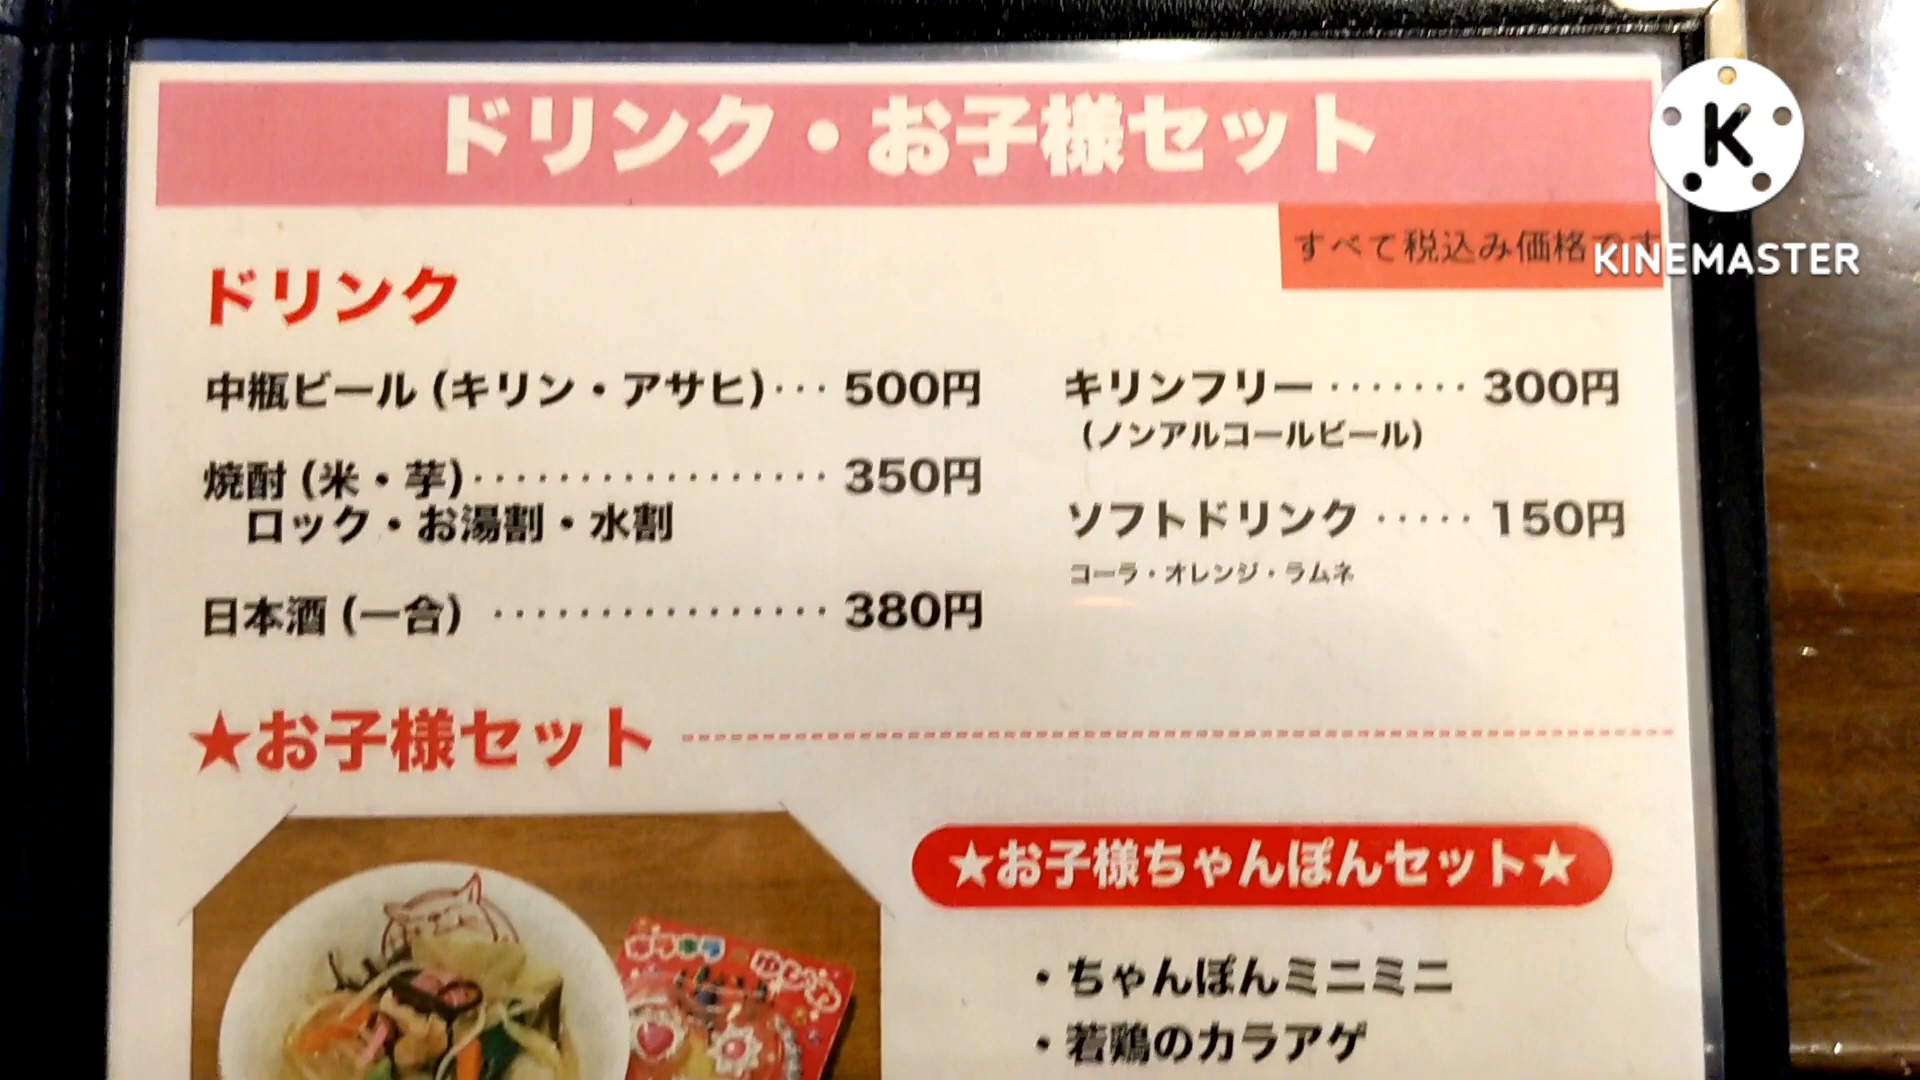 ドリンク・お子様セット
すべて税込み価格です
K
KINEMASTER
ドリンク
中瓶ビール(キリン・アサヒ)··· 500円
焼酎(米・芋)················· 350円
ロック・お湯割・水割
日本酒(一合) ················ 380円
キリンフリー ······· 300円
(ノンアルコールビール)
ソフトドリンク ····· 150円
コーラ・オレンジ・ラムネ
★お子様セット
★お子様ちゃんぽんセット★
・ちゃんぽんミニミニ
・若鶏のカラアゲ